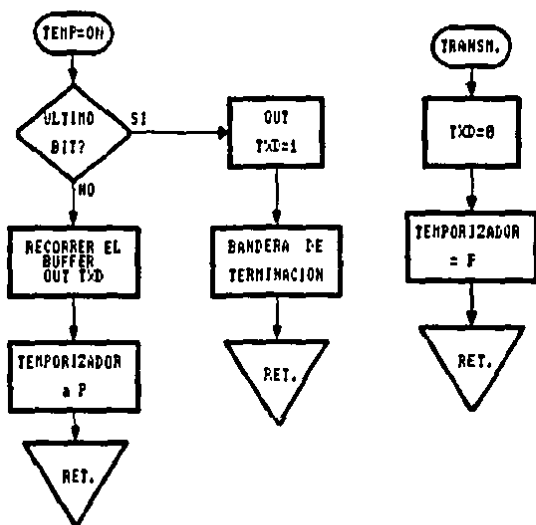 TEMP=ON
ULTIMO
BIT?
SI
NO
RECORRER EL
BUFFER
OUT TXD
TEMPORIZADOR
a P
RET.
OUT
TXD=1
BANDERA DE
TERMINACION
RET.
TRANSM.
TXD=0
TEMPORIZADOR
= P
RET.